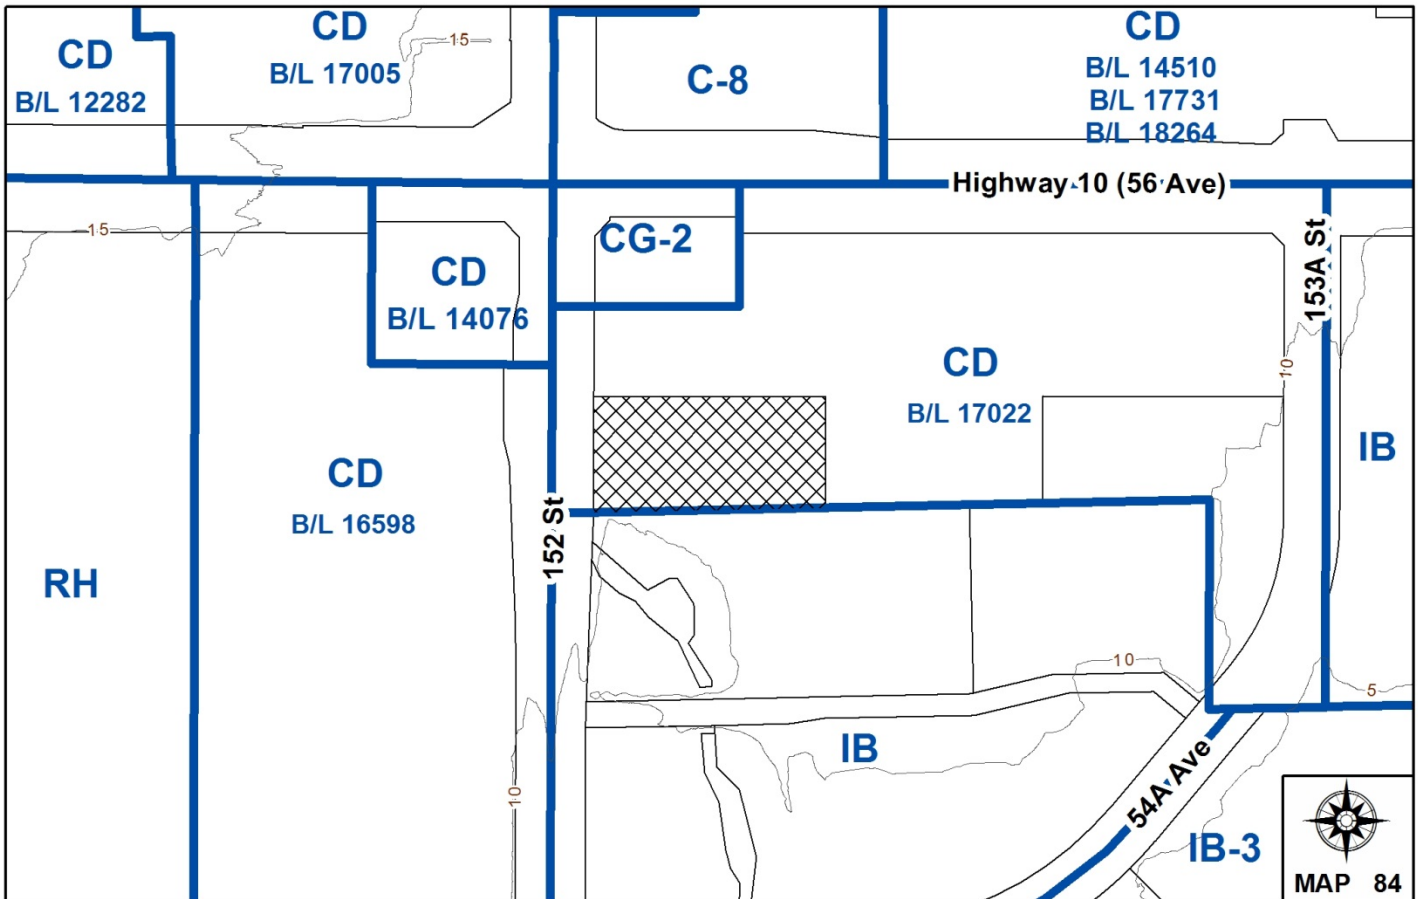 CD
B/L 12282
CD
B/L 17005
15
C-8
CD
B/L 14510
B/L 17731
B/L 18264
Highway 10 (56 Ave)
15
CD
B/L 14076
CG-2
153A St
10
CD
B/L 17022
IB
CD
B/L 16598
152 St
RH
10
5
IB
10
54A Ave
IB-3
MAP 84